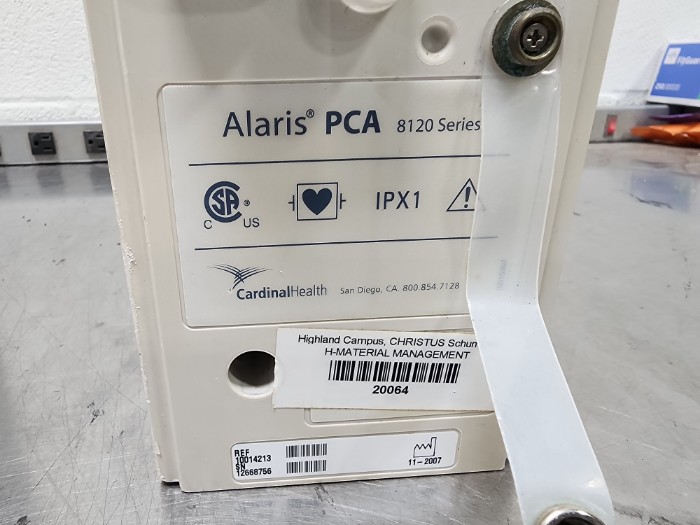 Alaris® PCA 8120 Series
CSA ® IPX1
C US
CardinalHealth San Diego, CA. 800.854.7128
Highland Campus, CHRISTUS
H-MATERIAL MANAGEMENT
20064
REF
10014213
SN
12668756
11-2007